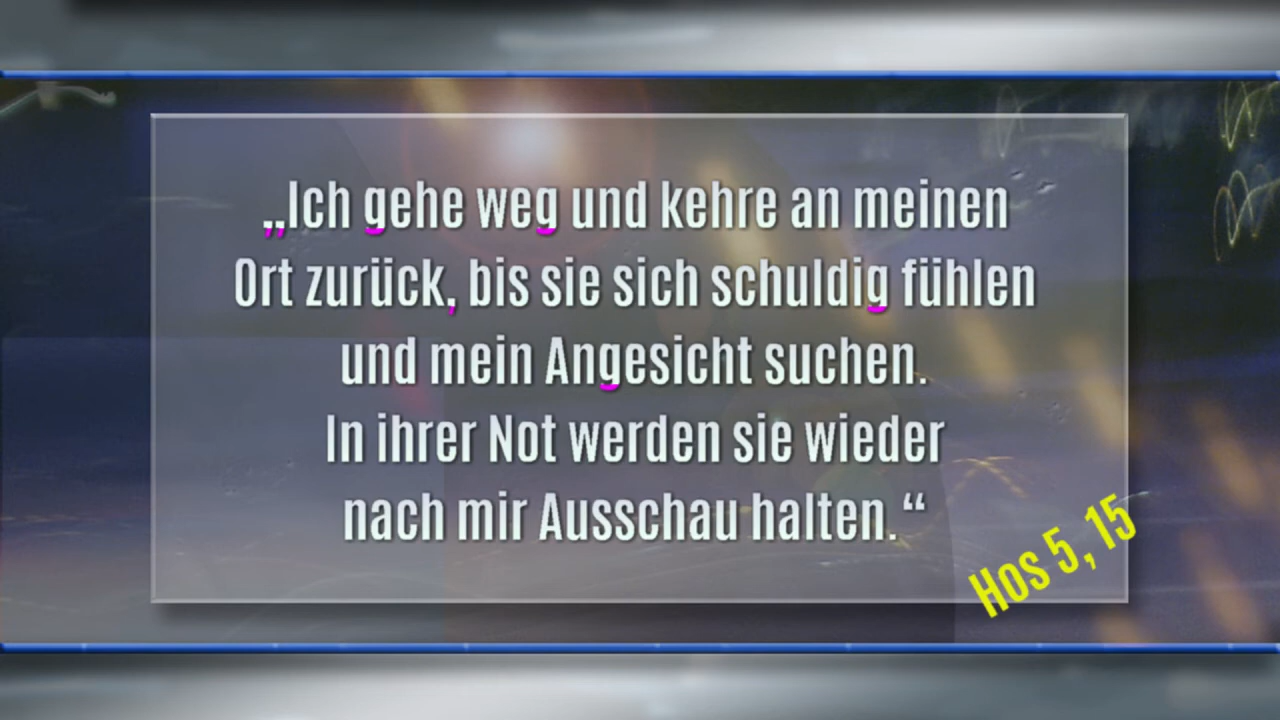 „Ich gehe weg und kehre an meinen
Ort zurück, bis sie sich schuldig fühlen
und mein Angesicht suchen.
In ihrer Not werden sie wieder
nach mir Ausschau halten. “
Hos 5, 15